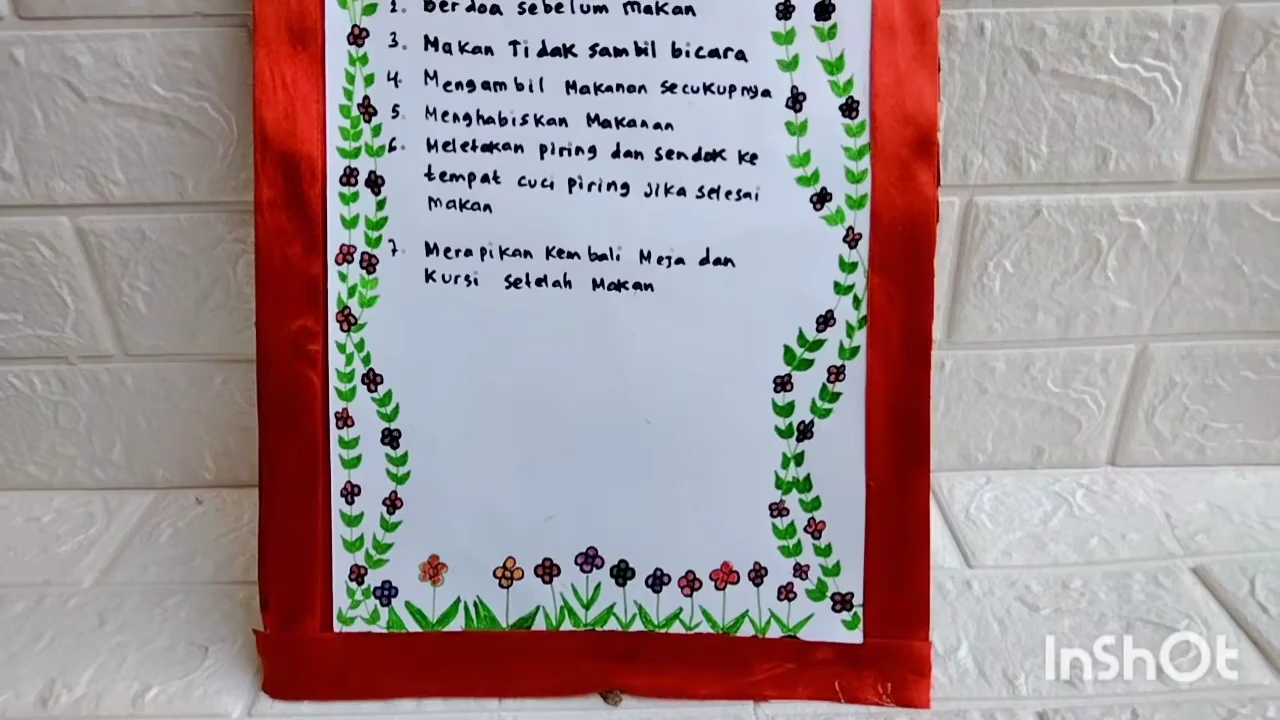 2. Berdoa sebelum makan
3. Makan Tidak sambil bicara
4. Mengambil Makanan secukupnya
5. Menghabiskan Makanan
6. Meletakan piring dan sendok ke
tempat cuci piring Jika selesai
makan
7. Merapikan Kembali Meja dan
Kursi setelah Makan
InShOt